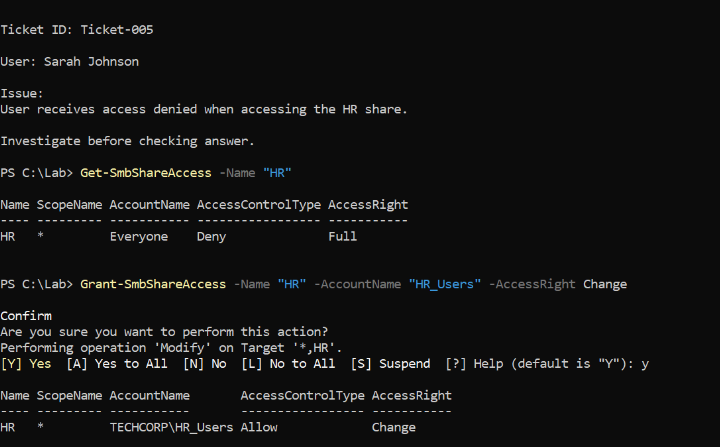 Ticket ID: Ticket-005
User: Sarah Johnson
Issue:
User receives access denied when accessing the HR share.
Investigate before checking answer.
PS C:\Lab> Get-SmbShareAccess -Name "HR"
Name ScopeName AccountName AccessControlType AccessRight
---- --------- ----------- ----------------- -----------
HR   *         Everyone    Deny              Full
PS C:\Lab> Grant-SmbShareAccess -Name "HR" -AccountName "HR_Users" -AccessRight Change
Confirm
Are you sure you want to perform this action?
Performing operation 'Modify' on Target '*,HR'.
[Y] Yes  [A] Yes to All  [N] No  [L] No to All  [S] Suspend  [?] Help (default is "Y"): y
Name ScopeName AccountName       AccessControlType AccessRight
---- --------- -----------       ----------------- -----------
HR   *         TECHCORP\HR_Users Allow             Change